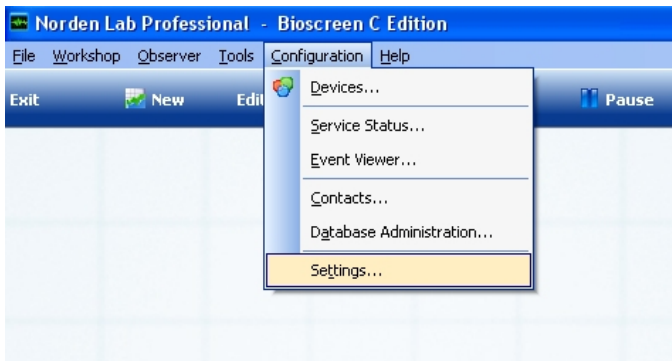 Norden Lab Professional - Bioscreen C Edition
File Workshop Observer Tools Configuration Help
Exit New Edit Pause
Devices...
Service Status...
Event Viewer...
Contacts...
Database Administration...
Settings...